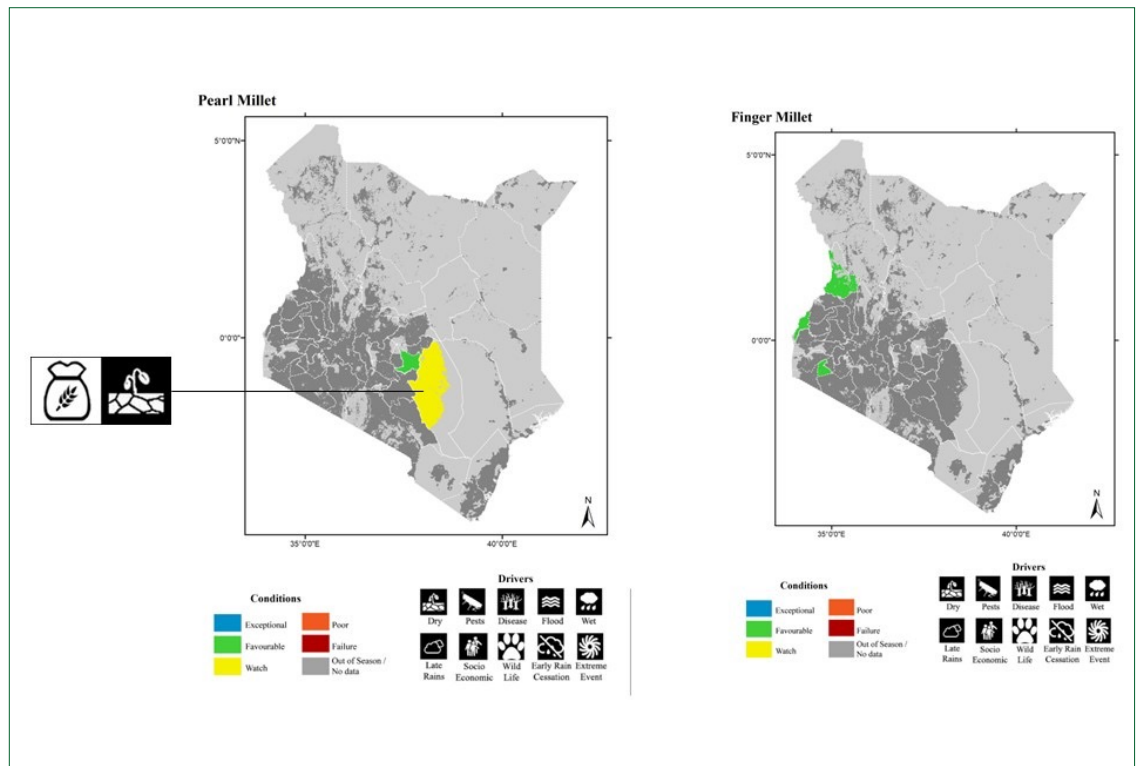 Pearl Millet
5°0'0"N
0°0'0"
N
35°0'0"E
40°0'0"E
Conditions
Exceptional
Favourable
Watch
Poor
Failure
Out of Season /
No data
Drivers
Dry
Pests
Disease
Flood
Wet
Late
Rains
Socio
Economic
Wild
Life
Early Rain
Cessation
Extreme
Event
Finger Millet
5°0'0"N
0°0'0"
N
35°0'0"E
40°0'0"E
Conditions
Exceptional
Favourable
Watch
Poor
Failure
Out of Season /
No data
Drivers
Dry
Pests
Disease
Flood
Wet
Late
Rains
Socio
Economic
Wild
Life
Early Rain
Cessation
Extreme
Event